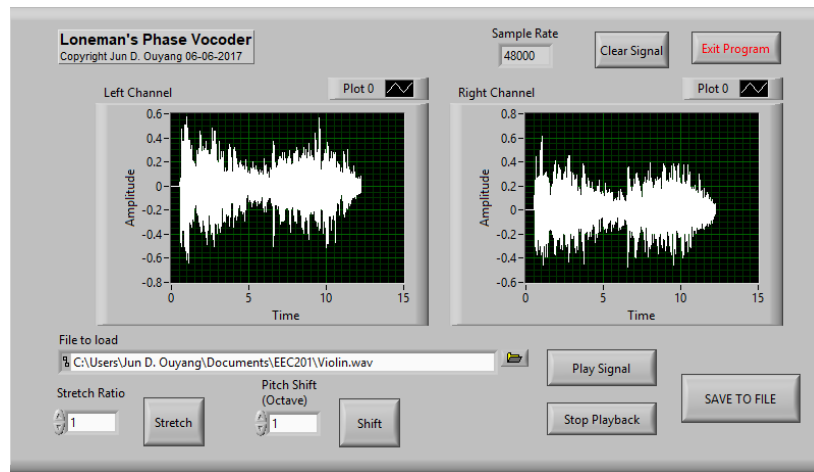 Loneman's Phase Vocoder
Copyright Jun D. Ouyang 06-06-2017
Sample Rate
48000
Clear Signal
Exit Program
Left Channel
Plot 0
0.6
0.4
0.2
0
-0.2
-0.4
-0.6
-0.8
Amplitude
0 5 10 15
Time
Right Channel
Plot 0
0.8
0.6
0.4
0.2
0
-0.2
-0.4
-0.6
Amplitude
0 5 10 15
Time
File to load
C:\Users\Jun D. Ouyang\Documents\EEC201\Violin.wav
Play Signal
Stretch Ratio
1
Stretch
Pitch Shift
(Octave)
1
Shift
Stop Playback
SAVE TO FILE